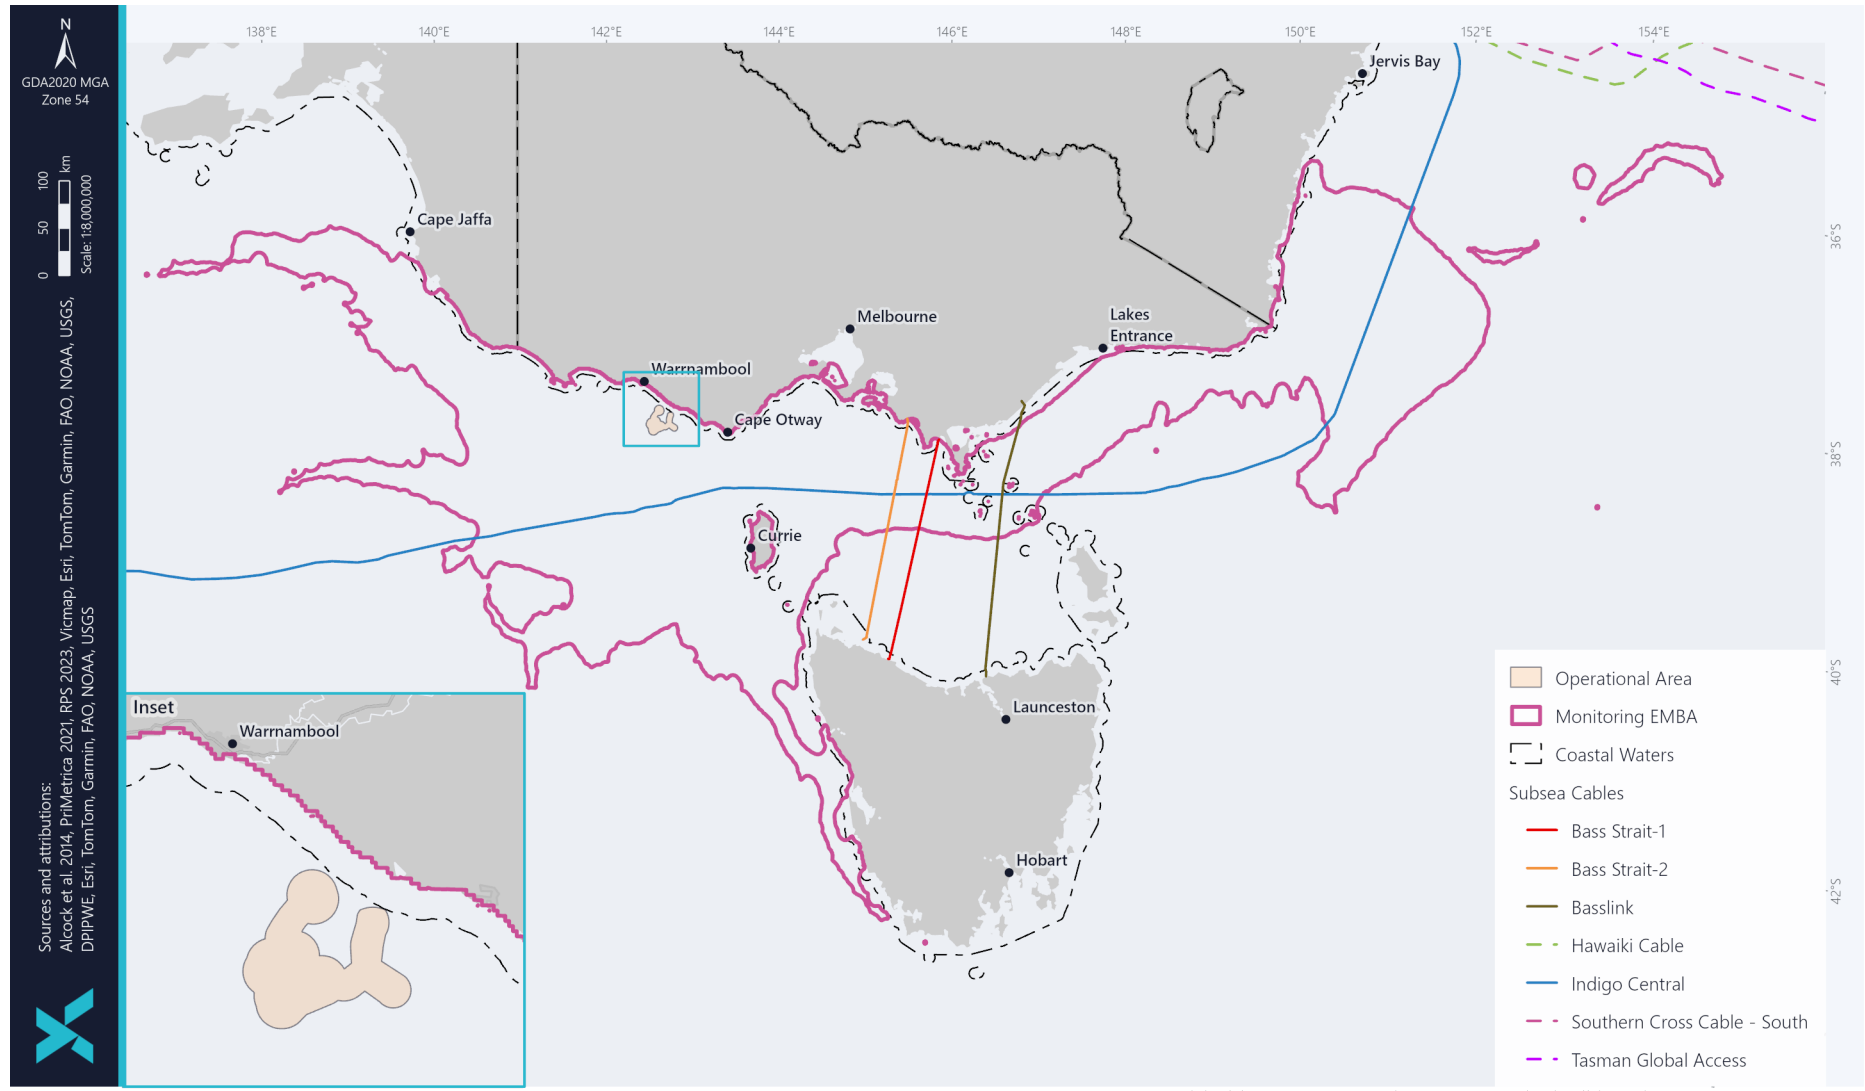 N
GDA2020 MGA
Zone 54
0 50 100 km
Scale: 1:8,000,000
Sources and attributions:
Alcock et al. 2014, PriMetrica 2021, RPS 2023, Vicmap, Esri, TomTom, Garmin, FAO, NOAA, USGS,
DPIPWE, Esri, TomTom, Garmin, FAO, NOAA, USGS
138°E 140°E 142°E 144°E 146°E 148°E 150°E 152°E 154°E
36°S
38°S
40°S
42°S
Jervis Bay
Cape Jaffa
Melbourne
Lakes
Entrance
Warrnambool
Cape Otway
Currie
Launceston
Hobart
Inset
Warrnambool
Operational Area
Monitoring EMBA
Coastal Waters
Subsea Cables
Bass Strait-1
Bass Strait-2
Basslink
Hawaiki Cable
Indigo Central
Southern Cross Cable - South
Tasman Global Access